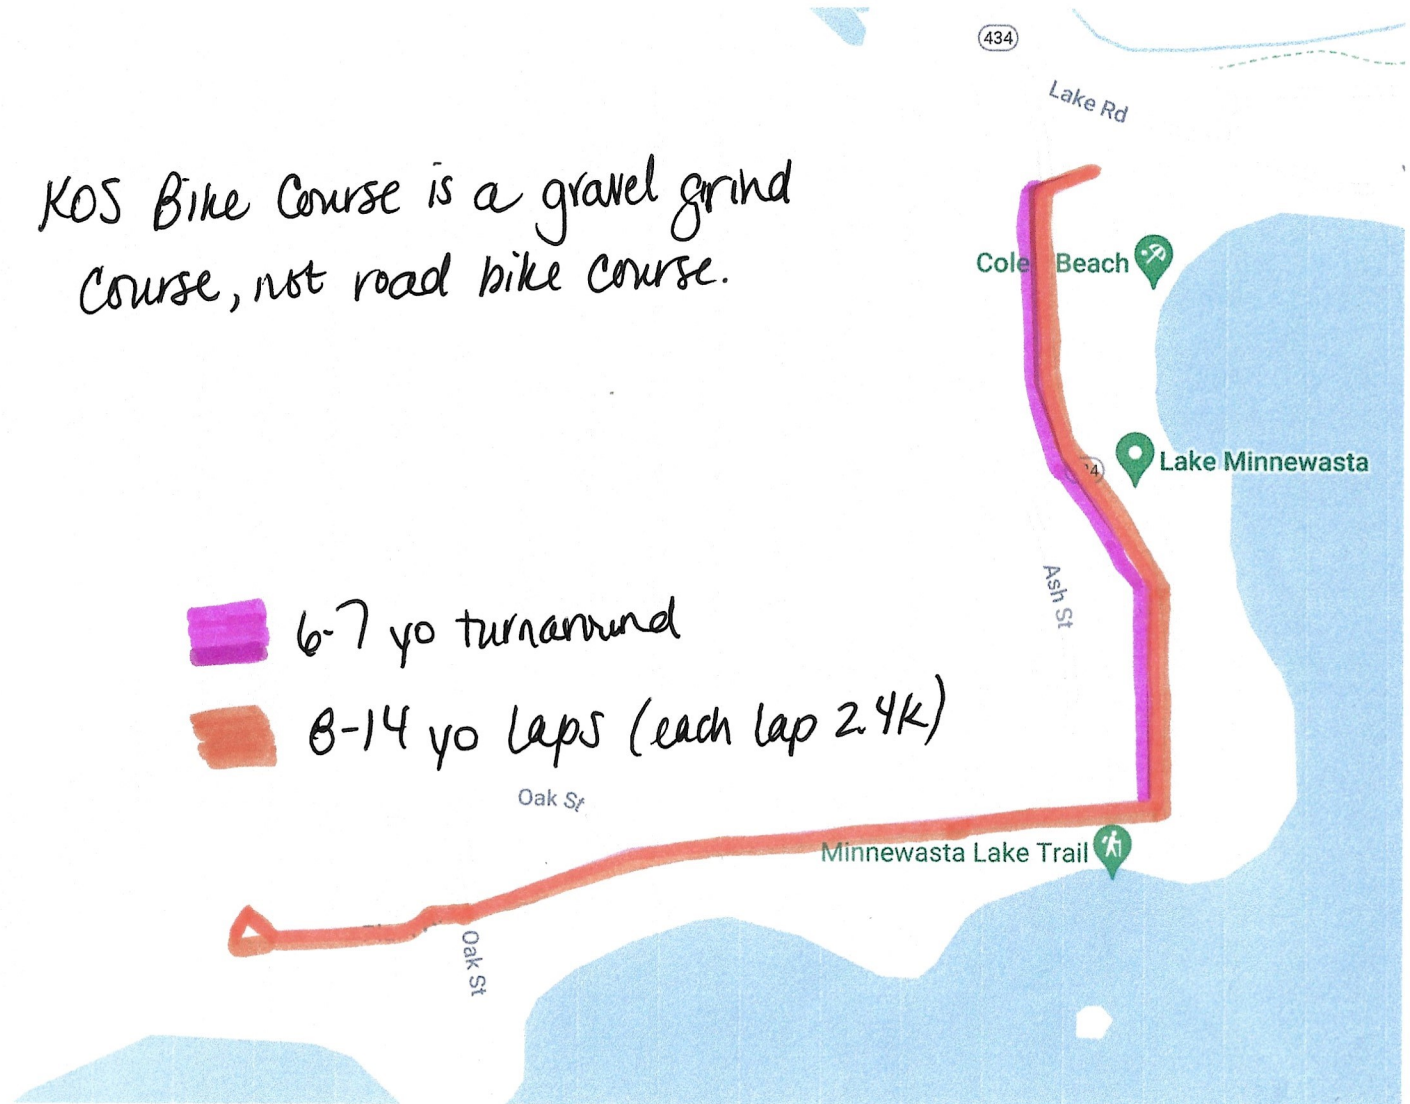 434
Lake Rd
KOS Bike Course is a gravel grind
course, not road bike course.
Beach
Lake Minnewasta
Ash St
6-7 yo turnaround
8-14 yo laps (each lap 2.4k)
Oak St
Minnewasta Lake Trail
Oak St